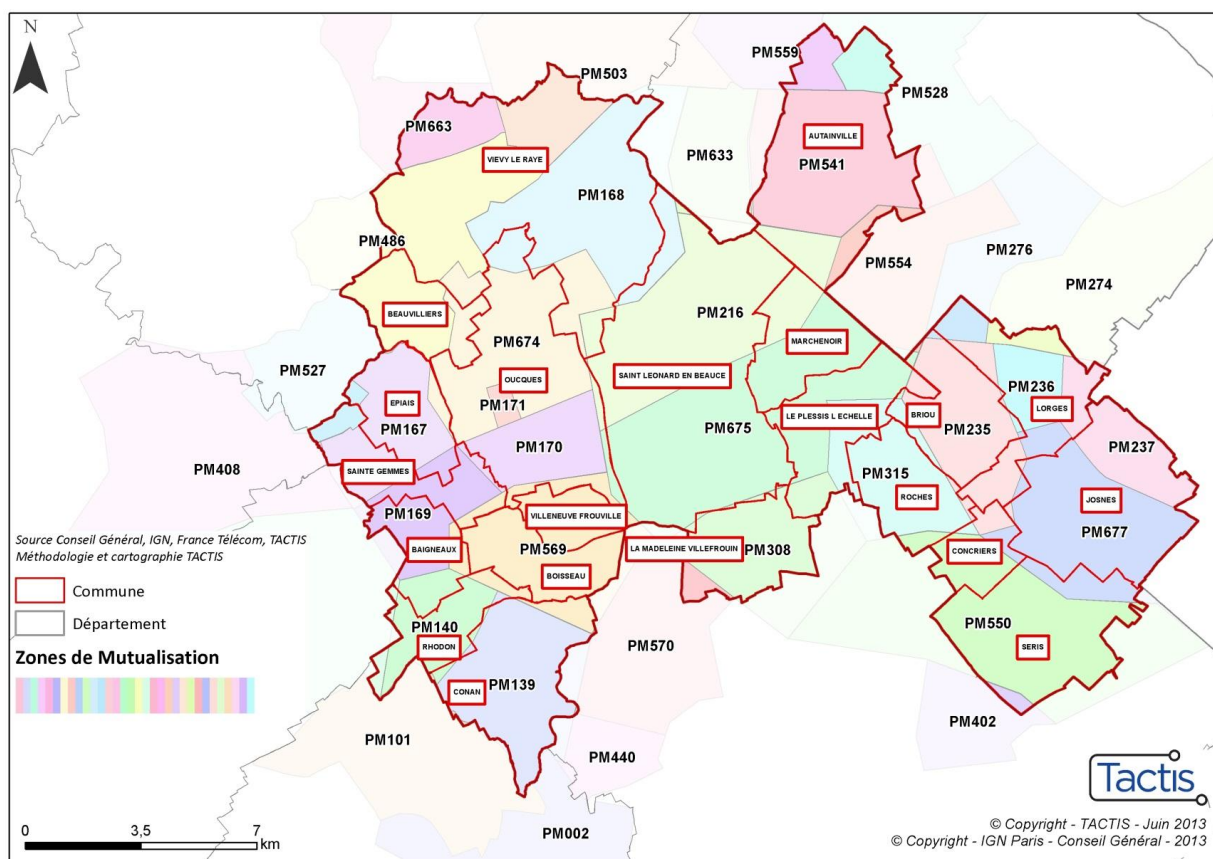 N
PM559
PM503
PM528
PM663
AUTAINVILLE
PM633
VIEVY LE RAYE
PM541
PM168
PM486
PM276
PM554
PM274
BEAUVILLIERS
PM216
PM674
MARCHENOIR
PM527
SAINT LEONARD EN BEAUCE
OUCQUES
PM236
EPIAIS
PM171
LORGES
LE PLESSIS L ECHELLE
BRIOU
PM167
PM675
PM235
PM170
PM237
PM408
SAINTE GEMMES
PM315
ROCHES
JOSNES
PM169
VILLENEUVE FROUVILLE
PM677
Source Conseil Général, IGN, France Télécom, TACTIS
Méthodologie et cartographie TACTIS
BAIGNEAUX
PM569
LA MADELEINE VILLEFROUIN
PM308
CONCRIERS
BOISSEAU
Commune
Département
PM140
PM550
RHODON
PM570
SERIS
Zones de Mutualisation
CONAN
PM139
PM402
PM101
PM440
Tactis
0 3,5 7
km
PM002
© Copyright - TACTIS - Juin 2013
© Copyright - IGN Paris - Conseil Général - 2013